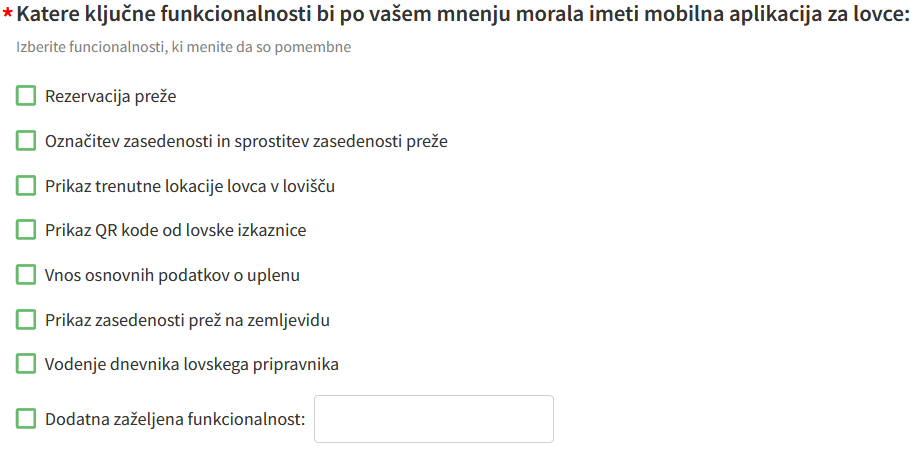 * Katere ključne funkcionalnosti bi po vašem mnenju morala imeti mobilna aplikacija za lovce:
Izberite funcionalnosti, ki menite da so pomembne
Rezervacija preže
Označitev zasedenosti in sprostitev zasedenosti preže
Prikaz trenutne lokacije lovca v lovišču
Prikaz QR kode od lovske izkaznice
Vnos osnovnih podatkov o uplenu
Prikaz zasedenosti prež na zemljevidu
Vodenje dnevnika lovskega pripravnika
Dodatna zaželjena funkcionalnost: